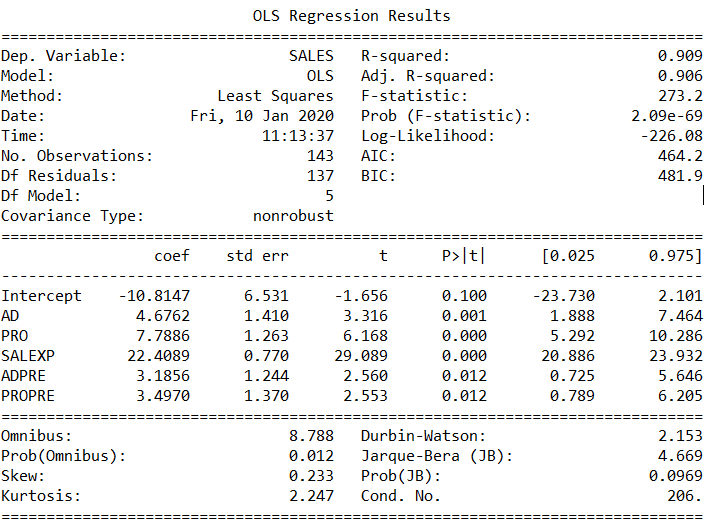 OLS Regression Results
==============================================================================
Dep. Variable: SALES R-squared: 0.909
Model: OLS Adj. R-squared: 0.906
Method: Least Squares F-statistic: 273.2
Date: Fri, 10 Jan 2020 Prob (F-statistic): 2.09e-69
Time: 11:13:37 Log-Likelihood: -226.08
No. Observations: 143 AIC: 464.2
Df Residuals: 137 BIC: 481.9
Df Model: 5
Covariance Type: nonrobust
==============================================================================
coef std err t P>|t| [0.025 0.975]
------------------------------------------------------------------------------
Intercept -10.8147 6.531 -1.656 0.100 -23.730 2.101
AD 4.6762 1.410 3.316 0.001 1.888 7.464
PRO 7.7886 1.263 6.168 0.000 5.292 10.286
SALEXP 22.4089 0.770 29.089 0.000 20.886 23.932
ADPRE 3.1856 1.244 2.560 0.012 0.725 5.646
PROPRE 3.4970 1.370 2.553 0.012 0.789 6.205
==============================================================================
Omnibus: 8.788 Durbin-Watson: 2.153
Prob(Omnibus): 0.012 Jarque-Bera (JB): 4.669
Skew: 0.233 Prob(JB): 0.0969
Kurtosis: 2.247 Cond. No. 206.
==============================================================================